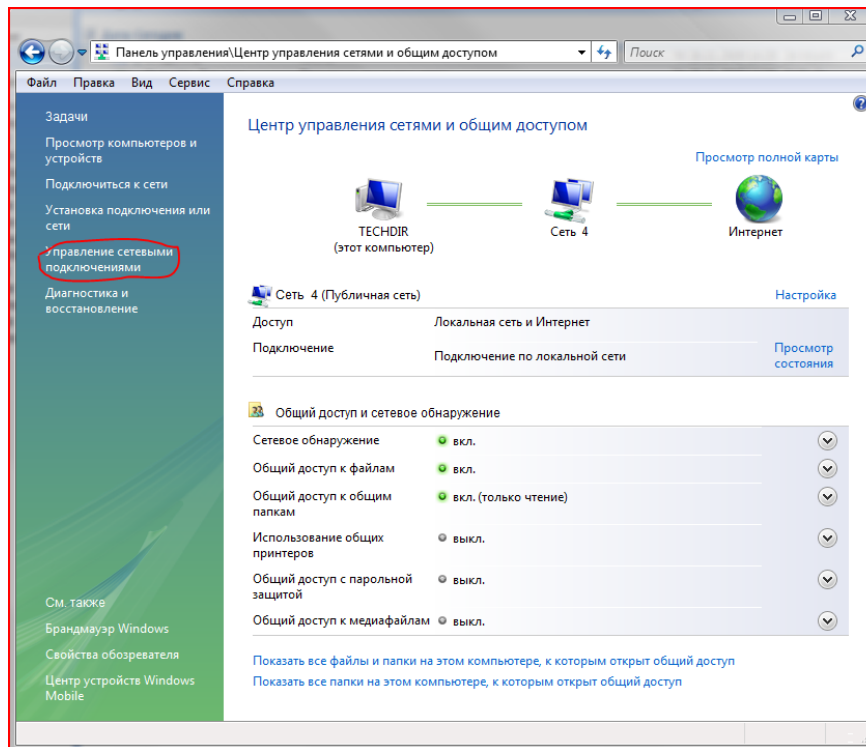 Панель управления\Центр управления сетями и общим доступом
Поиск
Файл Правка Вид Сервис Справка
Задачи
Просмотр компьютеров и
устройств
Подключиться к сети
Установка подключения или
сети
Управление сетевыми
подключениями
Диагностика и
восстановление
См. также
Брандмауэр Windows
Свойства обозревателя
Центр устройств Windows
Mobile
Центр управления сетями и общим доступом
Просмотр полной карты
TECHDIR
(этот компьютер)
Сеть 4
Интернет
Сеть 4 (Публичная сеть)
Настройка
Доступ
Локальная сеть и Интернет
Подключение
Подключение по локальной сети
Просмотр
состояния
Общий доступ и сетевое обнаружение
Сетевое обнаружение
вкл.
Общий доступ к файлам
вкл.
Общий доступ к общим
папкам
вкл. (только чтение)
Использование общих
принтеров
выкл.
Общий доступ с парольной
защитой
выкл.
Общий доступ к медиафайлам
выкл.
Показать все файлы и папки на этом компьютере, к которым открыт общий доступ
Показать все папки на этом компьютере, к которым открыт общий доступ